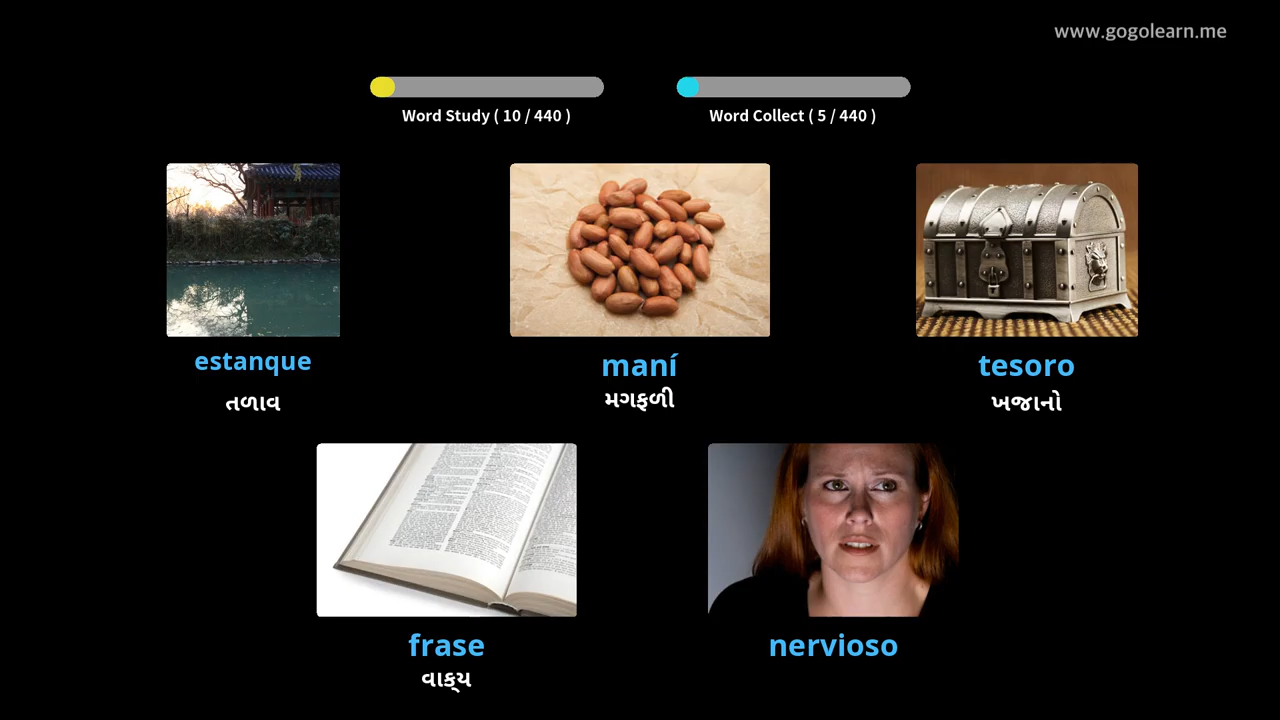 www.gogolearn.me
Word Study ( 10 / 440 )
Word Collect ( 5 / 440 )
estanque
તળાવ
maní
મગફળી
tesoro
ખજાનો
frase
વાક્ય
nervioso